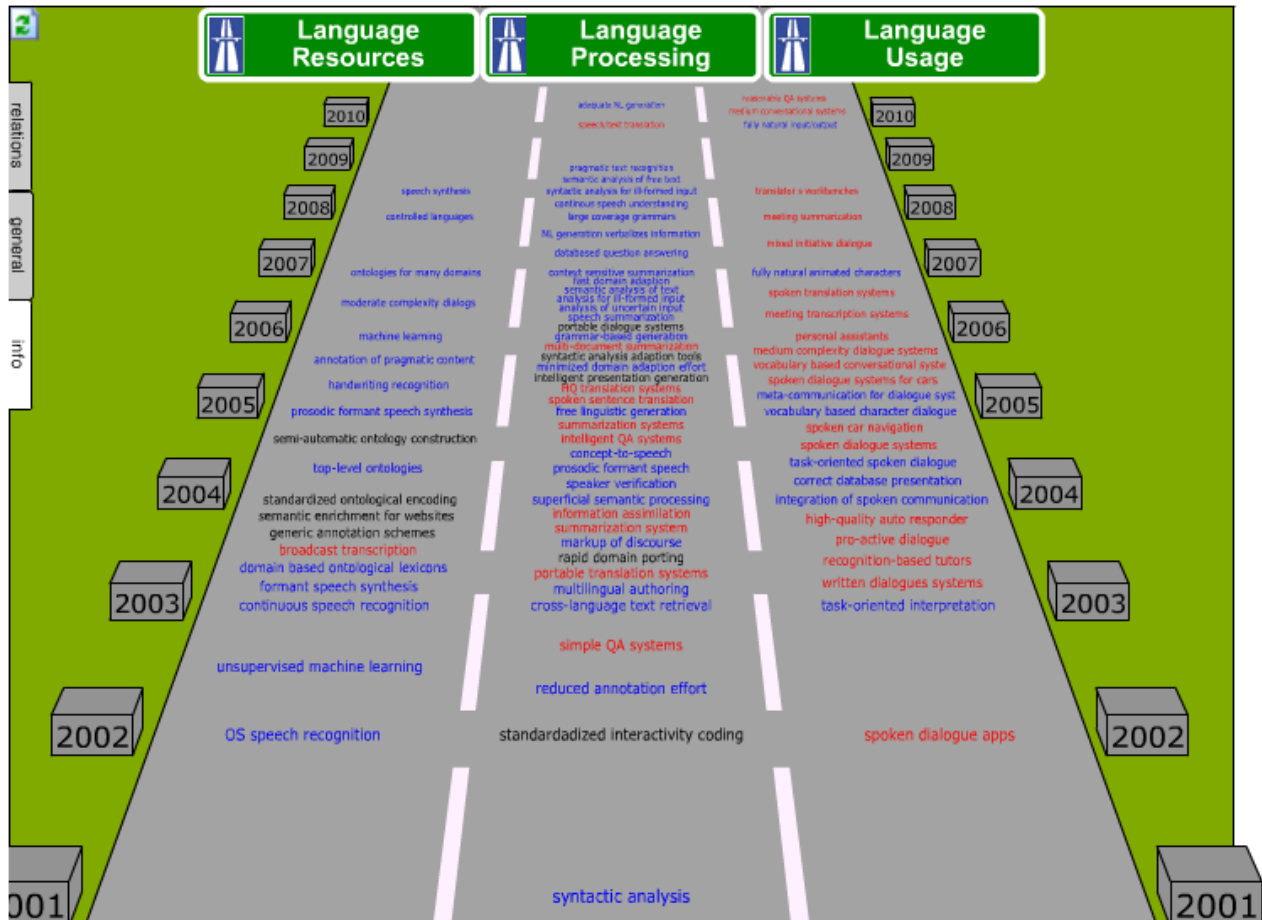 Language
Resources
Language
Processing
Language
Usage
relations
general
info
2010
adequate NL generation
reasonable QA systems
medium conversational systems
speech/text translation
fully natural input/output
2010
2009
2009
pragmatic text recognition
semantic analysis of free text
2008
speech synthesis
syntactic analysis for ill-formed input
translator s workbenches
2008
continous speech understanding
controlled languages
large coverage grammars
meeting summarization
NL generation verbalizes information
2007
databased question answering
mixed initiative dialogue
2007
ontologies for many domains
context sensitive summarization
fully natural animated characters
fast domain adaption
semantic analysis of text
spoken translation systems
moderate complexity dialogs
analysis for ill-formed input
analysis of uncertain input
speech summarization
meeting transcription systems
2006
portable dialogue systems
2006
machine learning
grammar-based generation
personal assistants
multi-document summarization
medium complexity dialogue systems
annotation of pragmatic content
syntactic analysis adaption tools
minimized domain adaption effort
vocabulary based conversational syste
handwriting recognition
intelligent presentation generation
spoken dialogue systems for cars
HQ translation systems
meta-communication for dialogue syst
2005
spoken sentence translation
2005
prosodic formant speech synthesis
free linguistic generation
vocabulary based character dialogue
summarization systems
spoken car navigation
semi-automatic ontology construction
intelligent QA systems
spoken dialogue systems
concept-to-speech
top-level ontologies
prosodic formant speech
task-oriented spoken dialogue
2004
speaker verification
correct database presentation
2004
standardized ontological encoding
superficial semantic processing
integration of spoken communication
semantic enrichment for websites
information assimilation
high-quality auto responder
generic annotation schemes
summarization system
pro-active dialogue
broadcast transcription
markup of discourse
rapid domain porting
recognition-based tutors
domain based ontological lexicons
portable translation systems
formant speech synthesis
multilingual authoring
written dialogues systems
2003
continuous speech recognition
cross-language text retrieval
task-oriented interpretation
2003
simple QA systems
unsupervised machine learning
reduced annotation effort
2002
OS speech recognition
standardadized interactivity coding
spoken dialogue apps
2002
syntactic analysis
001
2001